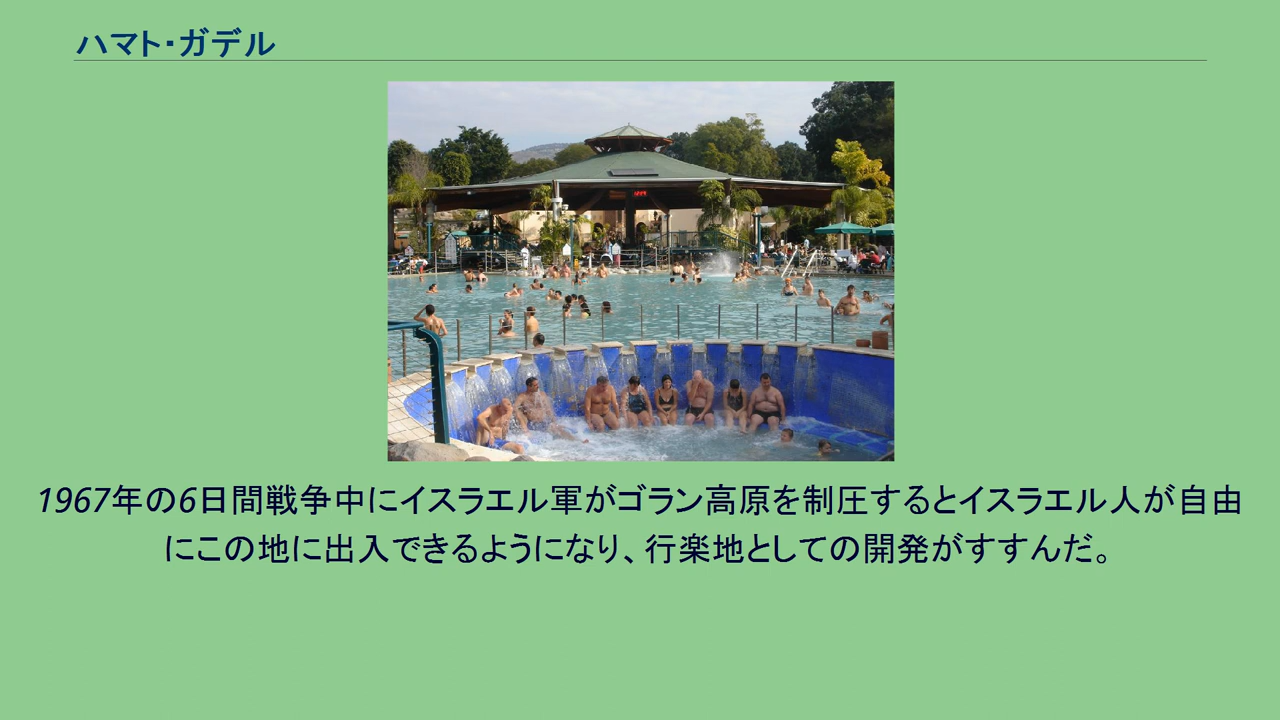 ハマト・ガデル
1967年の6日間戦争中にイスラエル軍がゴラン高原を制圧するとイスラエル人が自由
にこの地に出入できるようになり、行楽地としての開発がすすんだ。